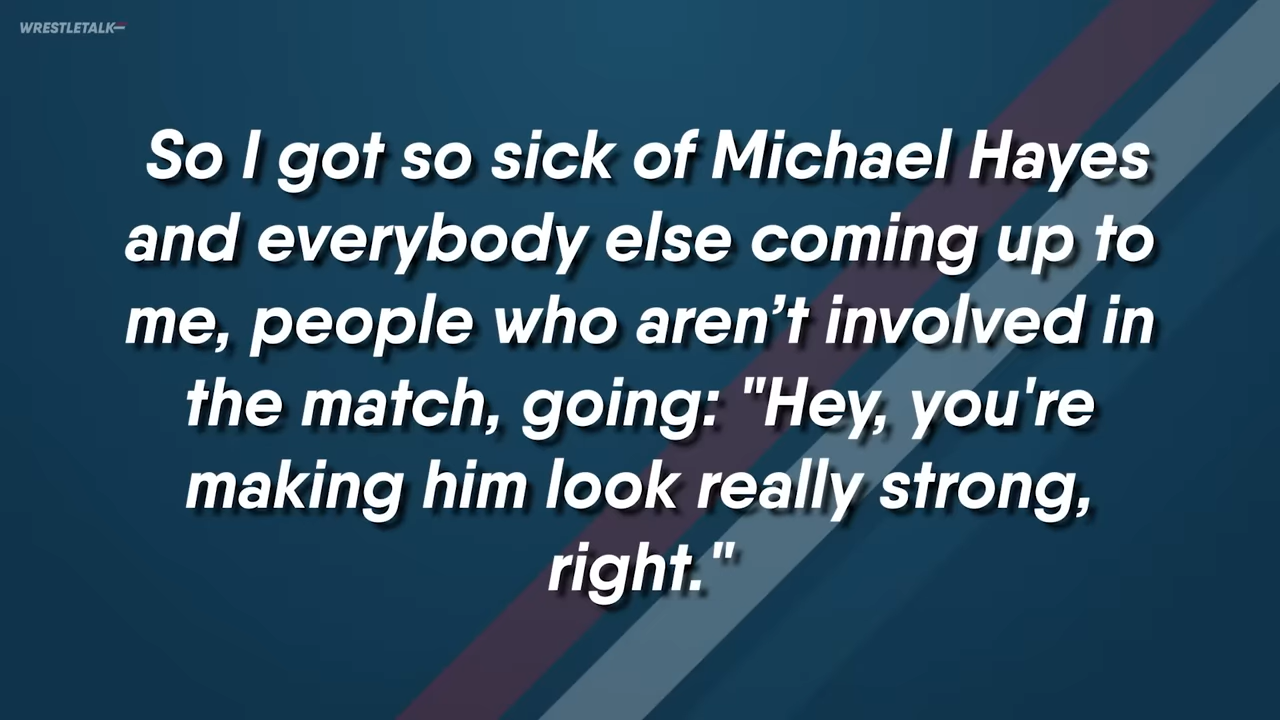 WRESTLETALK
So I got so sick of Michael Hayes
and everybody else coming up to
me, people who aren’t involved in
the match, going: "Hey, you're
making him look really strong,
right."